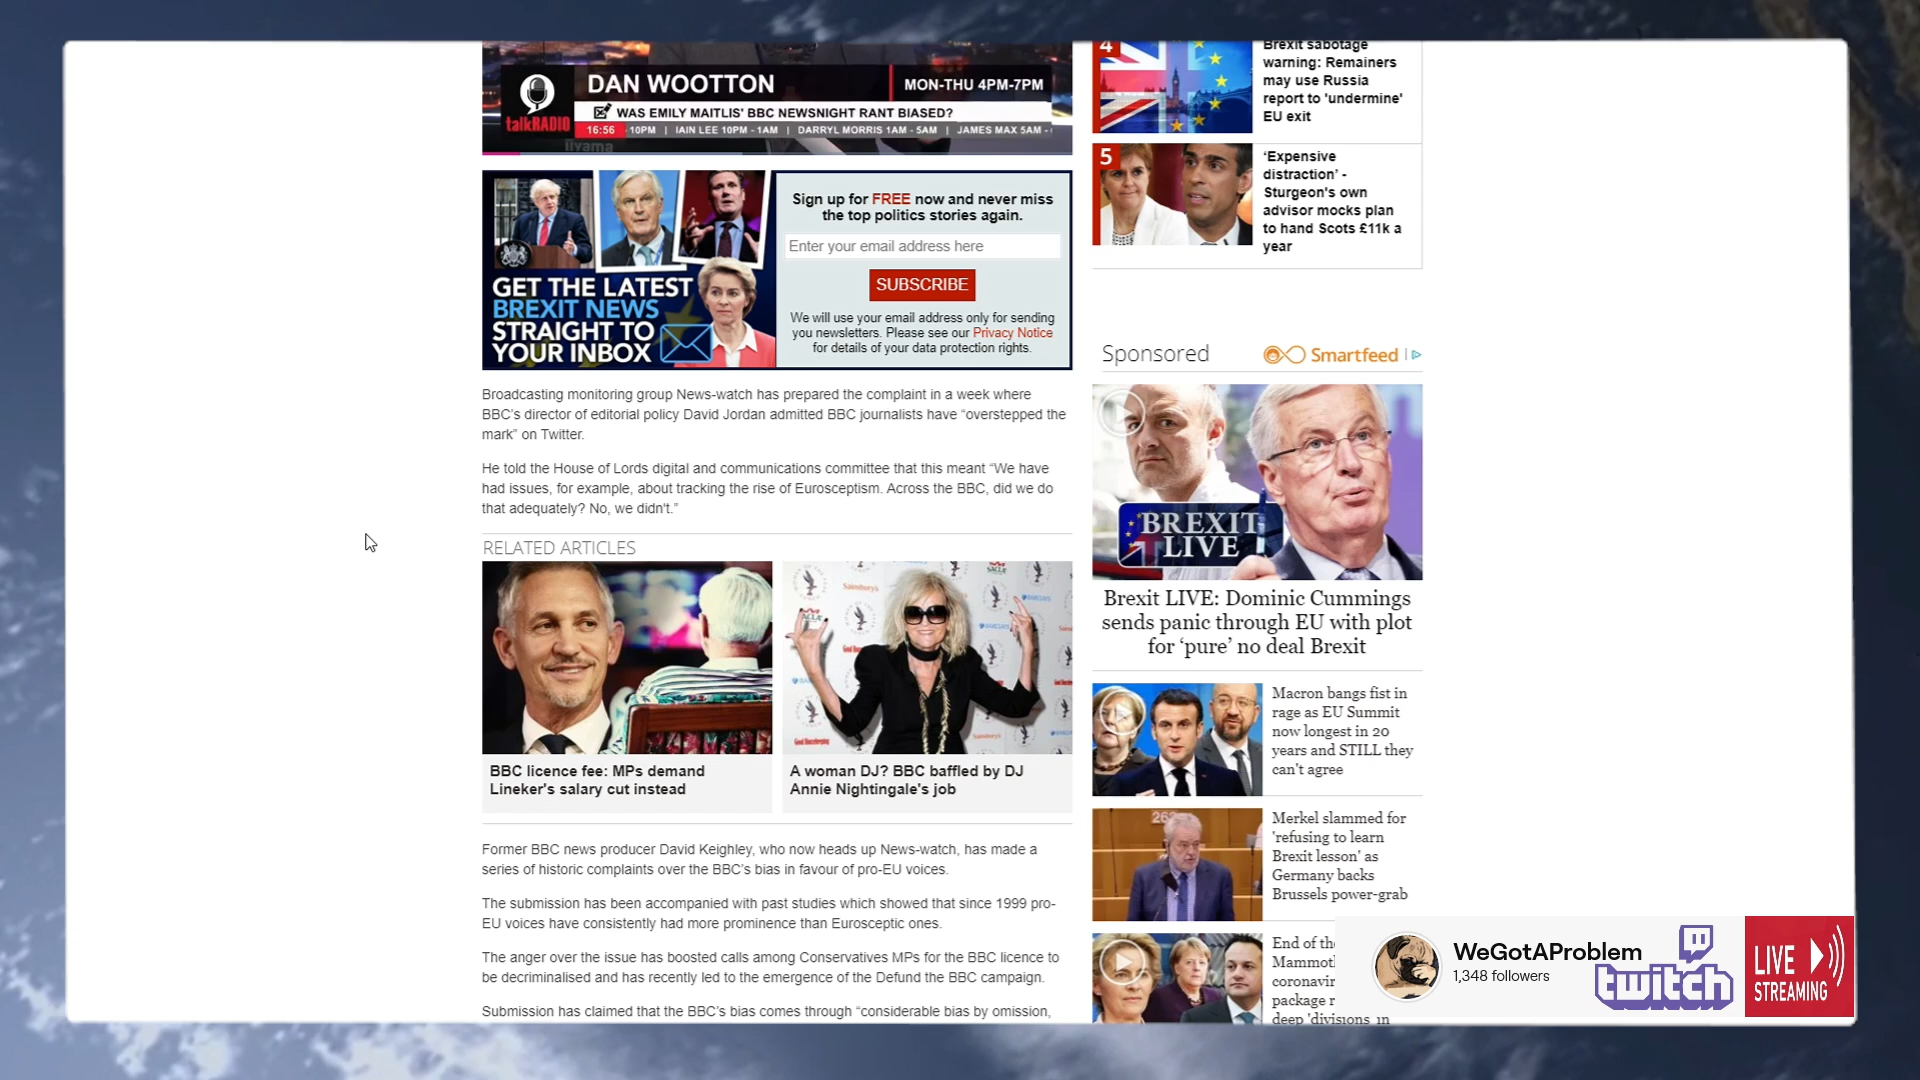 DAN WOOTTON
MON-THU 4PM-7PM
talkRADIO
WAS EMILY MAITLIS' BBC NEWSNIGHT RANT BIASED?
16:56
10PM | IAIN LEE 10PM - 1AM | DARRYL MORRIS 1AM - 5AM | JAMES MAX 5AM -
iiyama
GET THE LATEST
BREXIT NEWS
STRAIGHT TO
YOUR INBOX
Sign up for FREE now and never miss
the top politics stories again.
Enter your email address here
SUBSCRIBE
We will use your email address only for sending
you newsletters. Please see our Privacy Notice
for details of your data protection rights.
Broadcasting monitoring group News-watch has prepared the complaint in a week where
BBC's director of editorial policy David Jordan admitted BBC journalists have “overstepped the
mark” on Twitter.
He told the House of Lords digital and communications committee that this meant “We have
had issues, for example, about tracking the rise of Eurosceptism. Across the BBC, did we do
that adequately? No, we didn't.”
RELATED ARTICLES
Sainsbury's
BARCLAYS
Good Housekeeping
BBC licence fee: MPs demand
Lineker's salary cut instead
A woman DJ? BBC baffled by DJ
Annie Nightingale's job
Former BBC news producer David Keighley, who now heads up News-watch, has made a
series of historic complaints over the BBC's bias in favour of pro-EU voices.
The submission has been accompanied with past studies which showed that since 1999 pro-
EU voices have consistently had more prominence than Eurosceptic ones.
The anger over the issue has boosted calls among Conservatives MPs for the BBC licence to
be decriminalised and has recently led to the emergence of the Defund the BBC campaign.
Submission has claimed that the BBC's bias comes through “considerable bias by omission,
4
Brexit sabotage
warning: Remainers
may use Russia
report to 'undermine'
EU exit
5
‘Expensive
distraction’ -
Sturgeon's own
advisor mocks plan
to hand Scots £11k a
year
Sponsored
Smartfeed
BREXIT
LIVE
Brexit LIVE: Dominic Cummings
sends panic through EU with plot
for ‘pure’ no deal Brexit
Macron bangs fist in
rage as EU Summit
now longest in 20
years and STILL they
can't agree
Merkel slammed for
'refusing to learn
Brexit lesson' as
Germany backs
Brussels power-grab
End of the
package
deep 'divisions in
WeGotAProblem
1,348 followers
twitch
LIVE
STREAMING